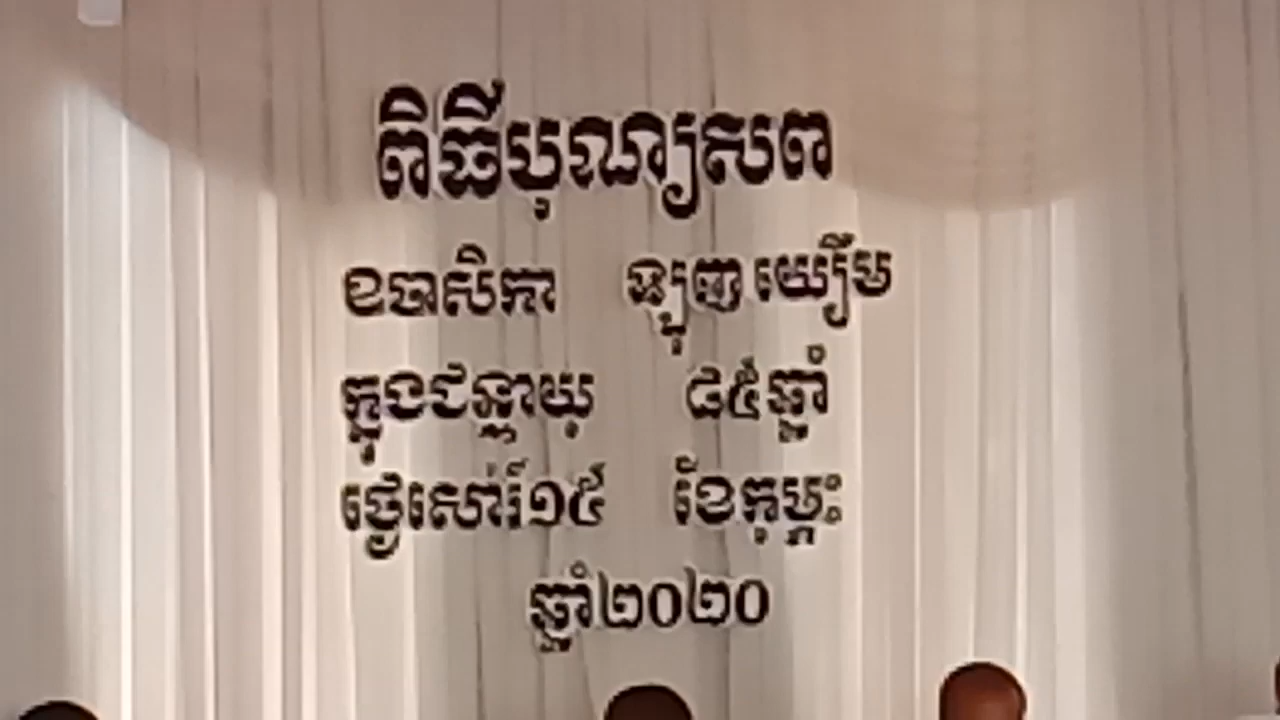 ពិធីបុណ្យសព
ឧបាសិកា ឡុញ យឿម
ក្នុងជន្មាយុ ៨៥ឆ្នាំ
ថ្ងៃសៅរ៍១៥ ខែកុម្ភះ
ឆ្នាំ២០២០